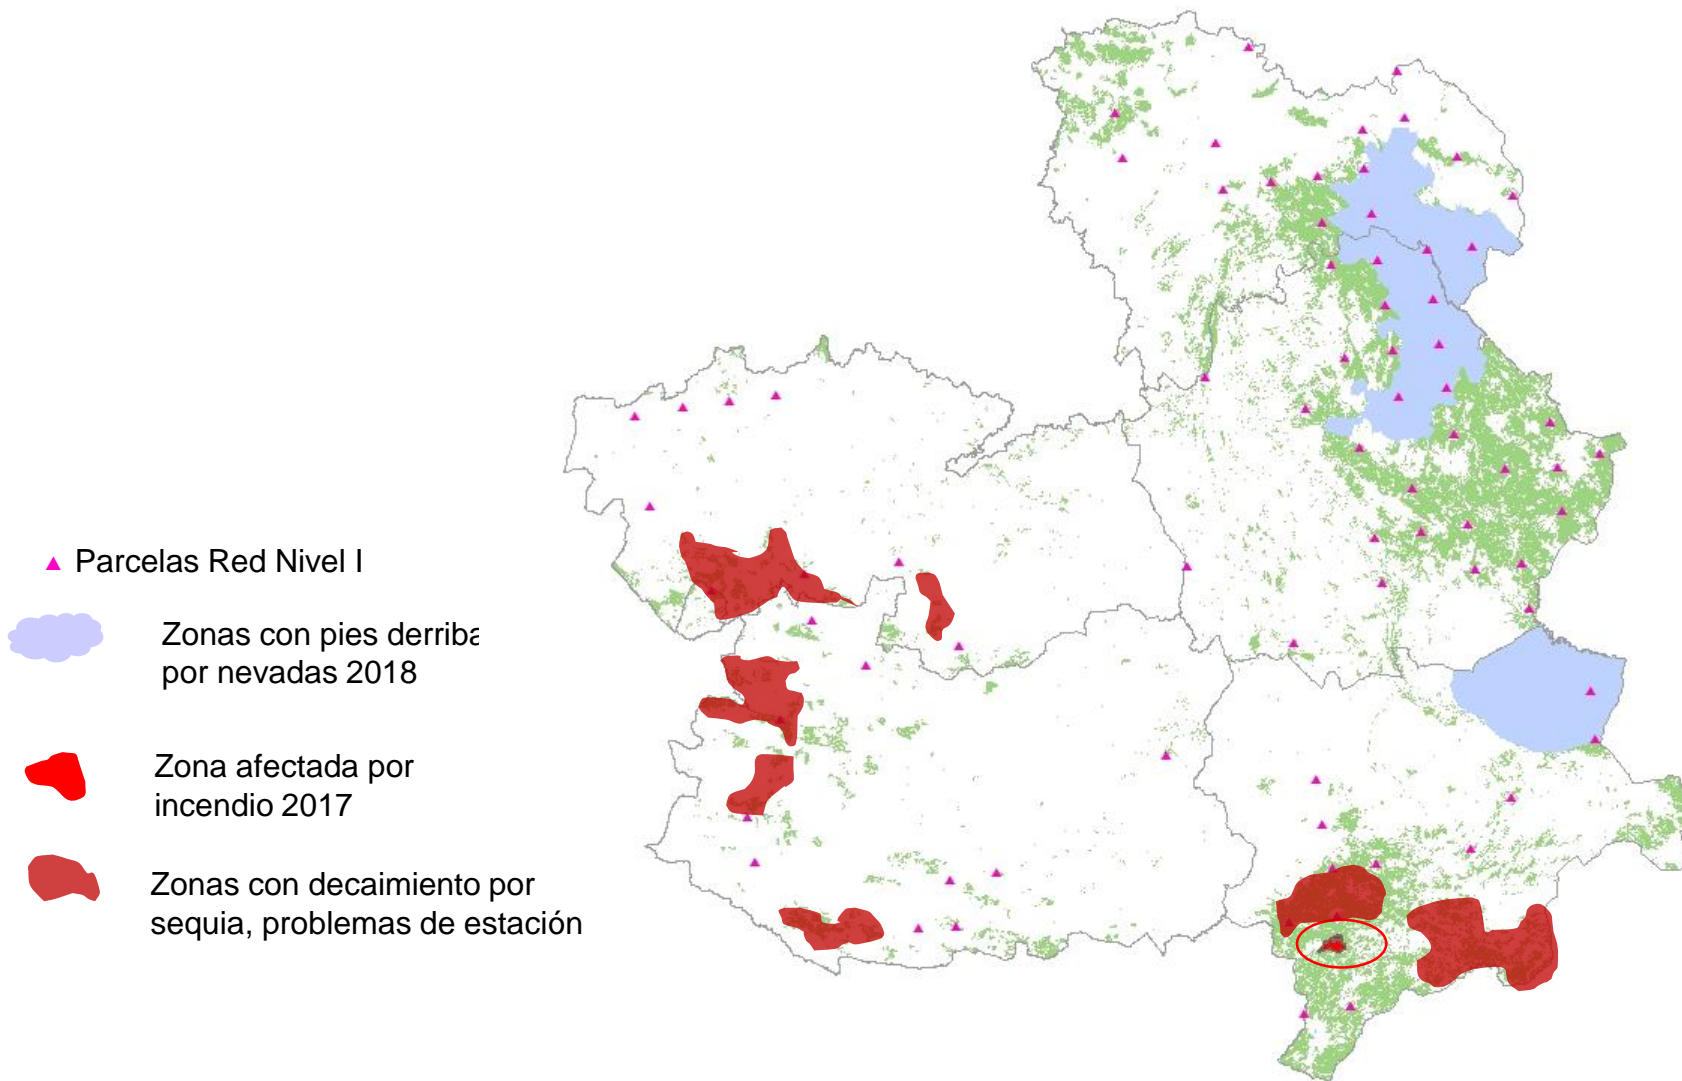 Parcelas Red Nivel I
Zonas con pies derriba
por nevadas 2018
Zona afectada por
incendio 2017
Zonas con decaimiento por
sequia, problemas de estación